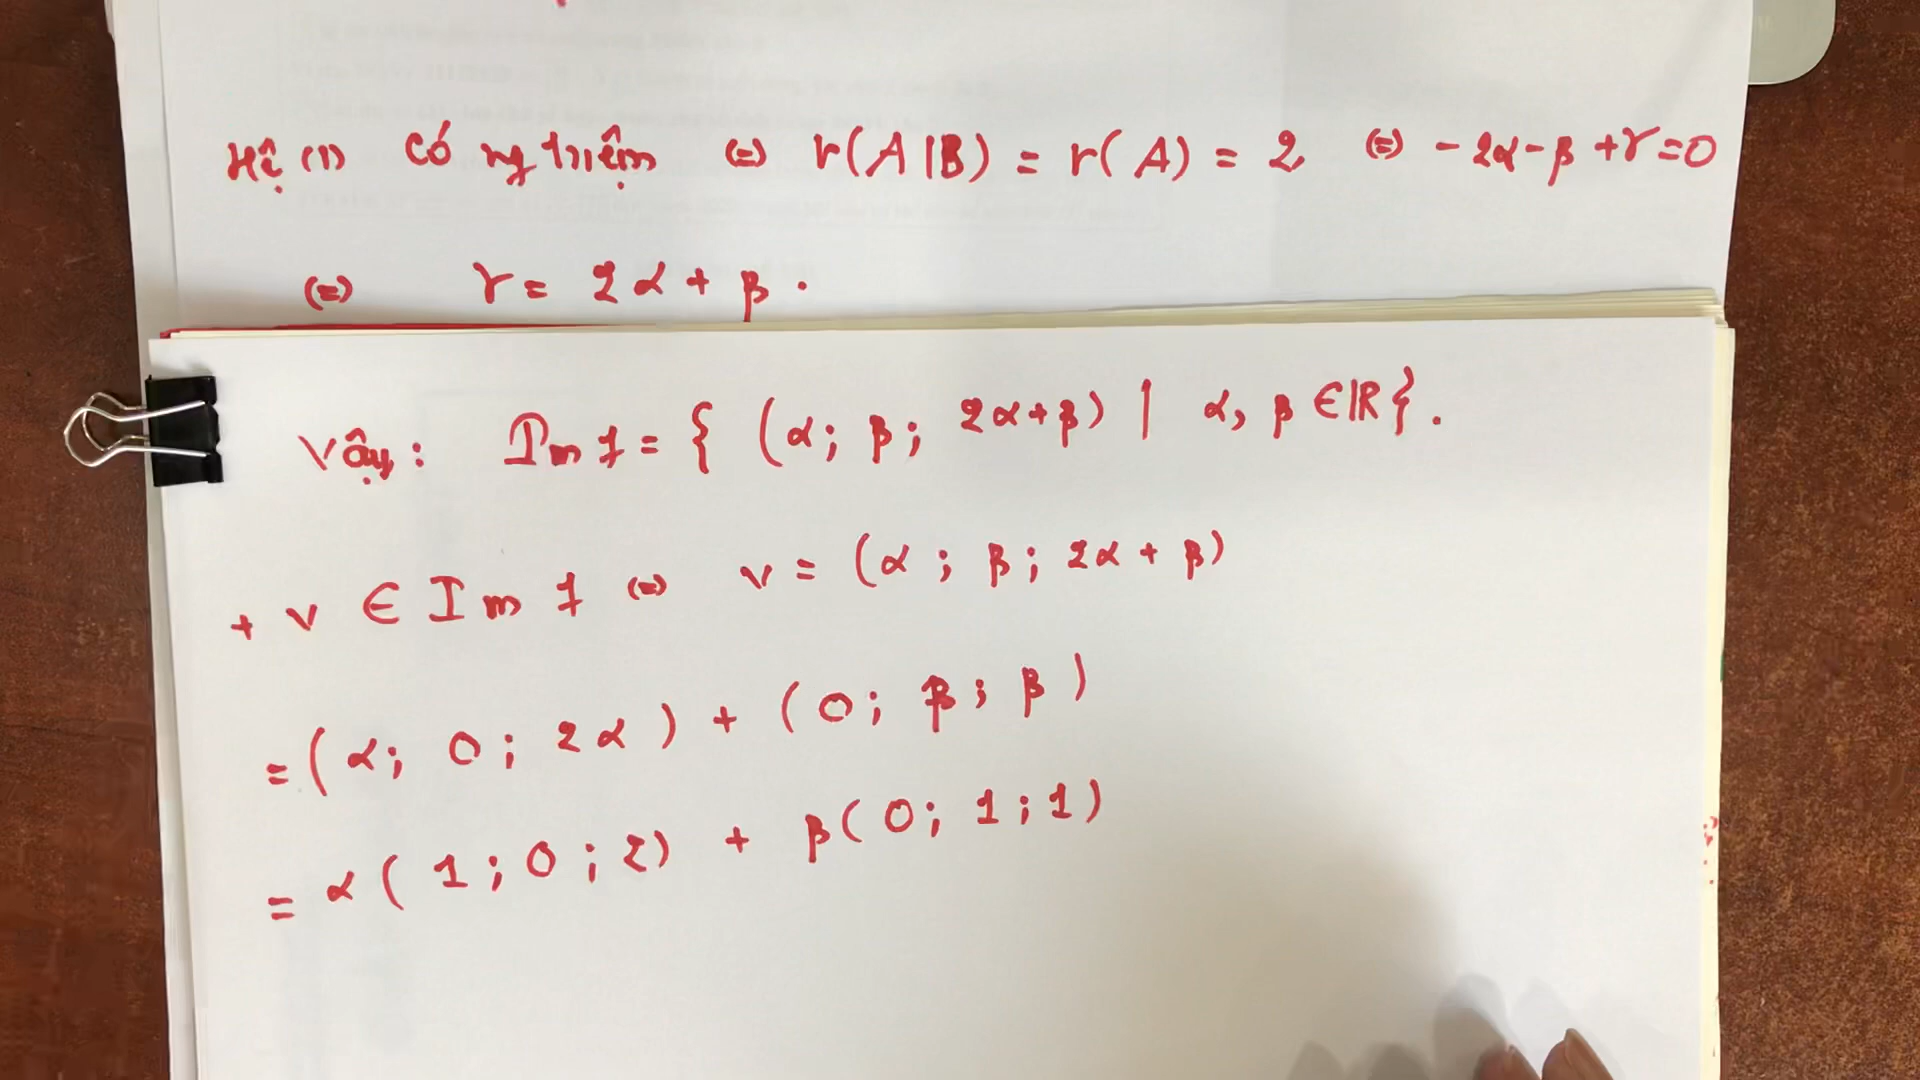 Hệ (1) có nghiệm (=) r(A|B) = r(A) = 2 (=) -2α-β+γ=0
(=) γ = 2α + β.
Vậy: Im f = { (α; β; 2α+β) | α, β ∈ ℝ}.
+ v ∈ Im f (=) v = (α; β; 2α + β)
= (α; 0; 2α) + (0; β; β)
= α(1; 0; 2) + β(0; 1; 1)